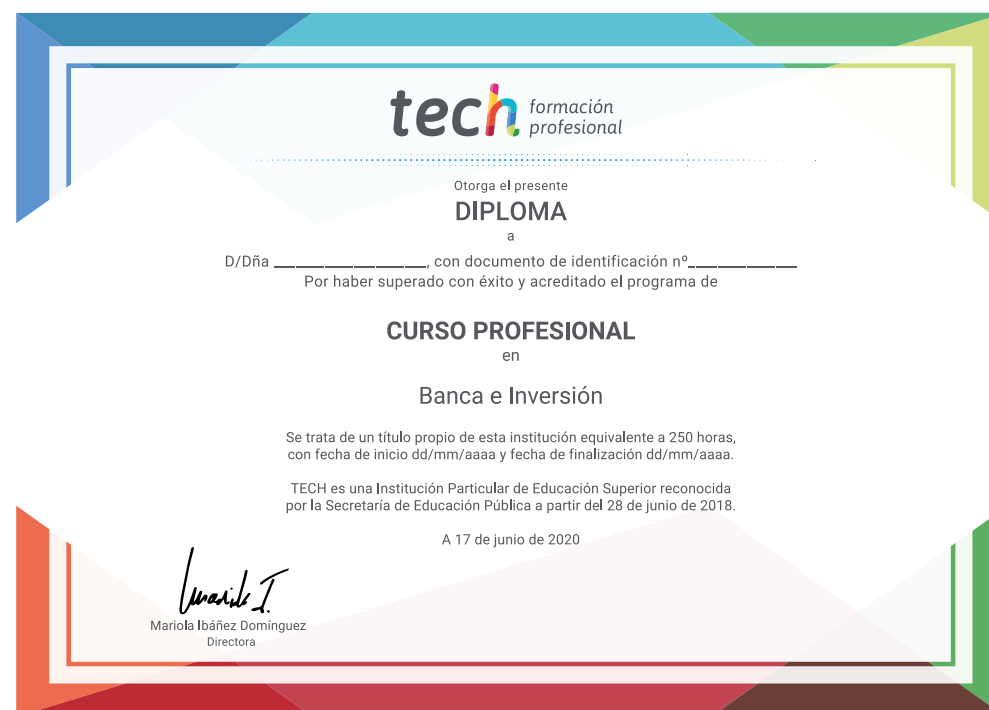 tech formación
profesional
Otorga el presente
DIPLOMA
a
D/Dña _________________, con documento de identificación nº____________
Por haber superado con éxito y acreditado el programa de
CURSO PROFESIONAL
en
Banca e Inversión
Se trata de un título propio de esta institución equivalente a 250 horas,
con fecha de inicio dd/mm/aaaa y fecha de finalización dd/mm/aaaa.
TECH es una Institución Particular de Educación Superior reconocida
por la Secretaría de Educación Pública a partir del 28 de junio de 2018.
A 17 de junio de 2020
Mariola Ibáñez Domínguez
Directora